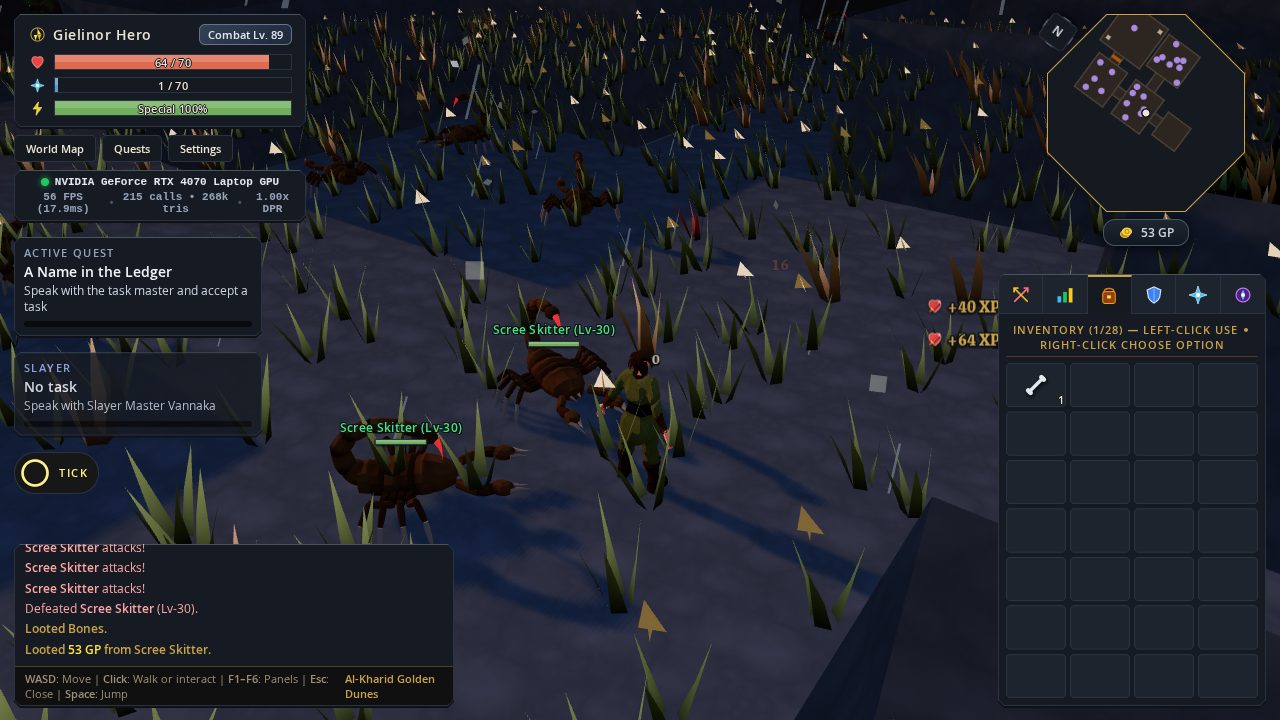 Gielinor Hero
Combat Lv. 89
64 / 70
1 / 70
Special 100%
World Map
Quests
Settings
NVIDIA GeForce RTX 4070 Laptop GPU
56 FPS (17.9ms) • 215 calls • 268k tris • 1.00x DPR
ACTIVE QUEST
A Name in the Ledger
Speak with the task master and accept a
task
SLAYER
No task
Speak with Slayer Master Vannaka
TICK
Scree Skitter attacks!
Scree Skitter attacks!
Scree Skitter attacks!
Defeated Scree Skitter (Lv-30).
Looted Bones.
Looted 53 GP from Scree Skitter.
WASD: Move | Click: Walk or interact | F1–F6: Panels | Esc:
Close | Space: Jump
Al-Kharid Golden
Dunes
Scree Skitter (Lv-30)
Scree Skitter (Lv-30)
0
16
+40 XP
+64 XP
N
53 GP
INVENTORY (1/28) — LEFT-CLICK USE •
RIGHT-CLICK CHOOSE OPTION
1